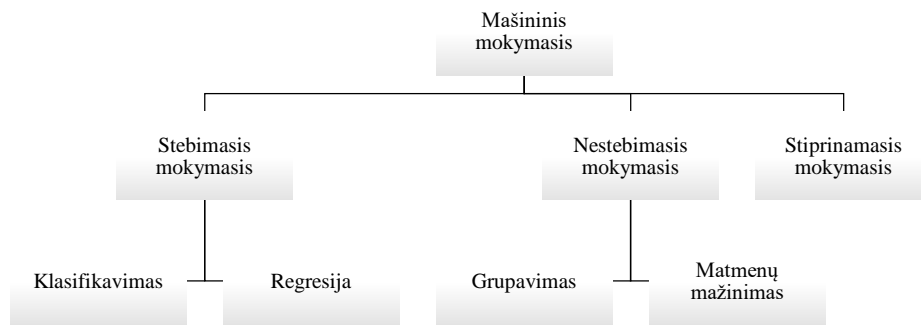 Mašininis
mokymasis
Stebimasis
mokymasis
Nestebimasis
mokymasis
Stiprinamasis
mokymasis
Klasifikavimas
Regresija
Grupavimas
Matmenų
mažinimas